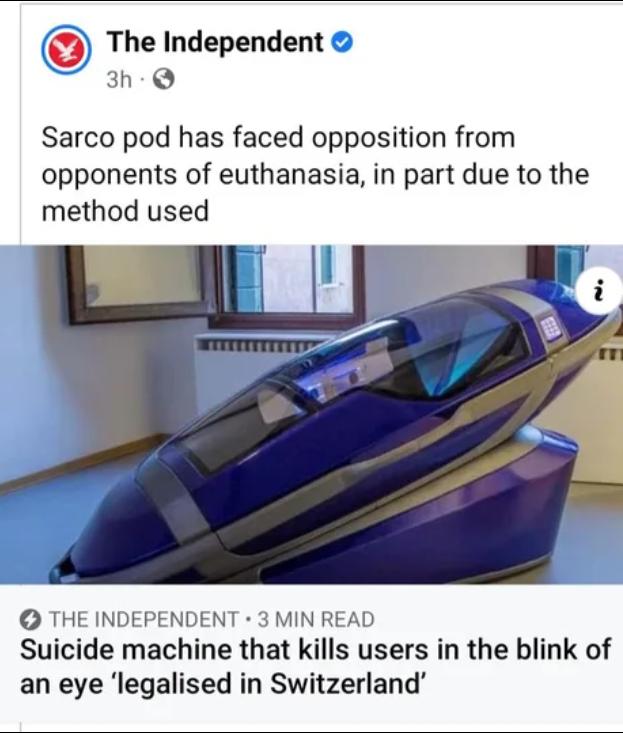 The Independent
3h ·
Sarco pod has faced opposition from
opponents of euthanasia, in part due to the
method used
i
THE INDEPENDENT • 3 MIN READ
Suicide machine that kills users in the blink of
an eye ‘legalised in Switzerland’